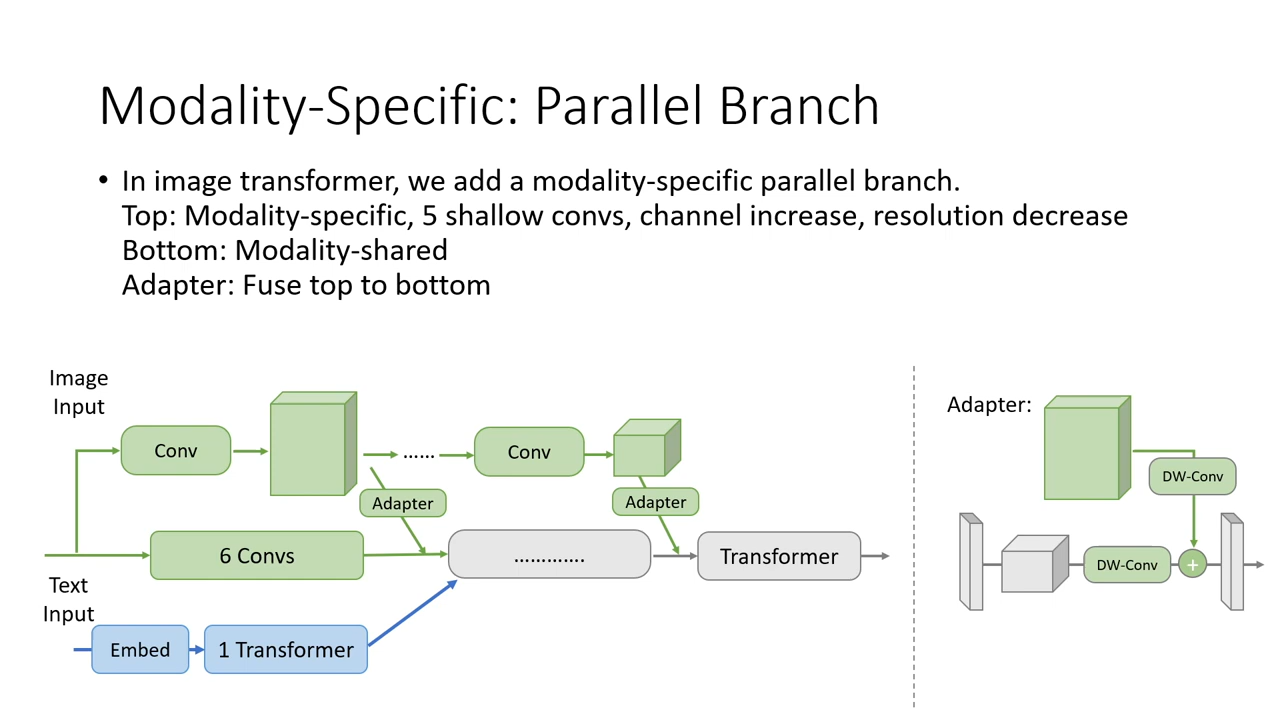 Modality-Specific: Parallel Branch
• In image transformer, we add a modality-specific parallel branch.
Top: Modality-specific, 5 shallow convs, channel increase, resolution decrease
Bottom: Modality-shared
Adapter: Fuse top to bottom
Image
Input
Conv
......
Conv
Adapter
Adapter
6 Convs
.............
Transformer
Text
Input
Embed
1 Transformer
Adapter:
DW-Conv
DW-Conv
+